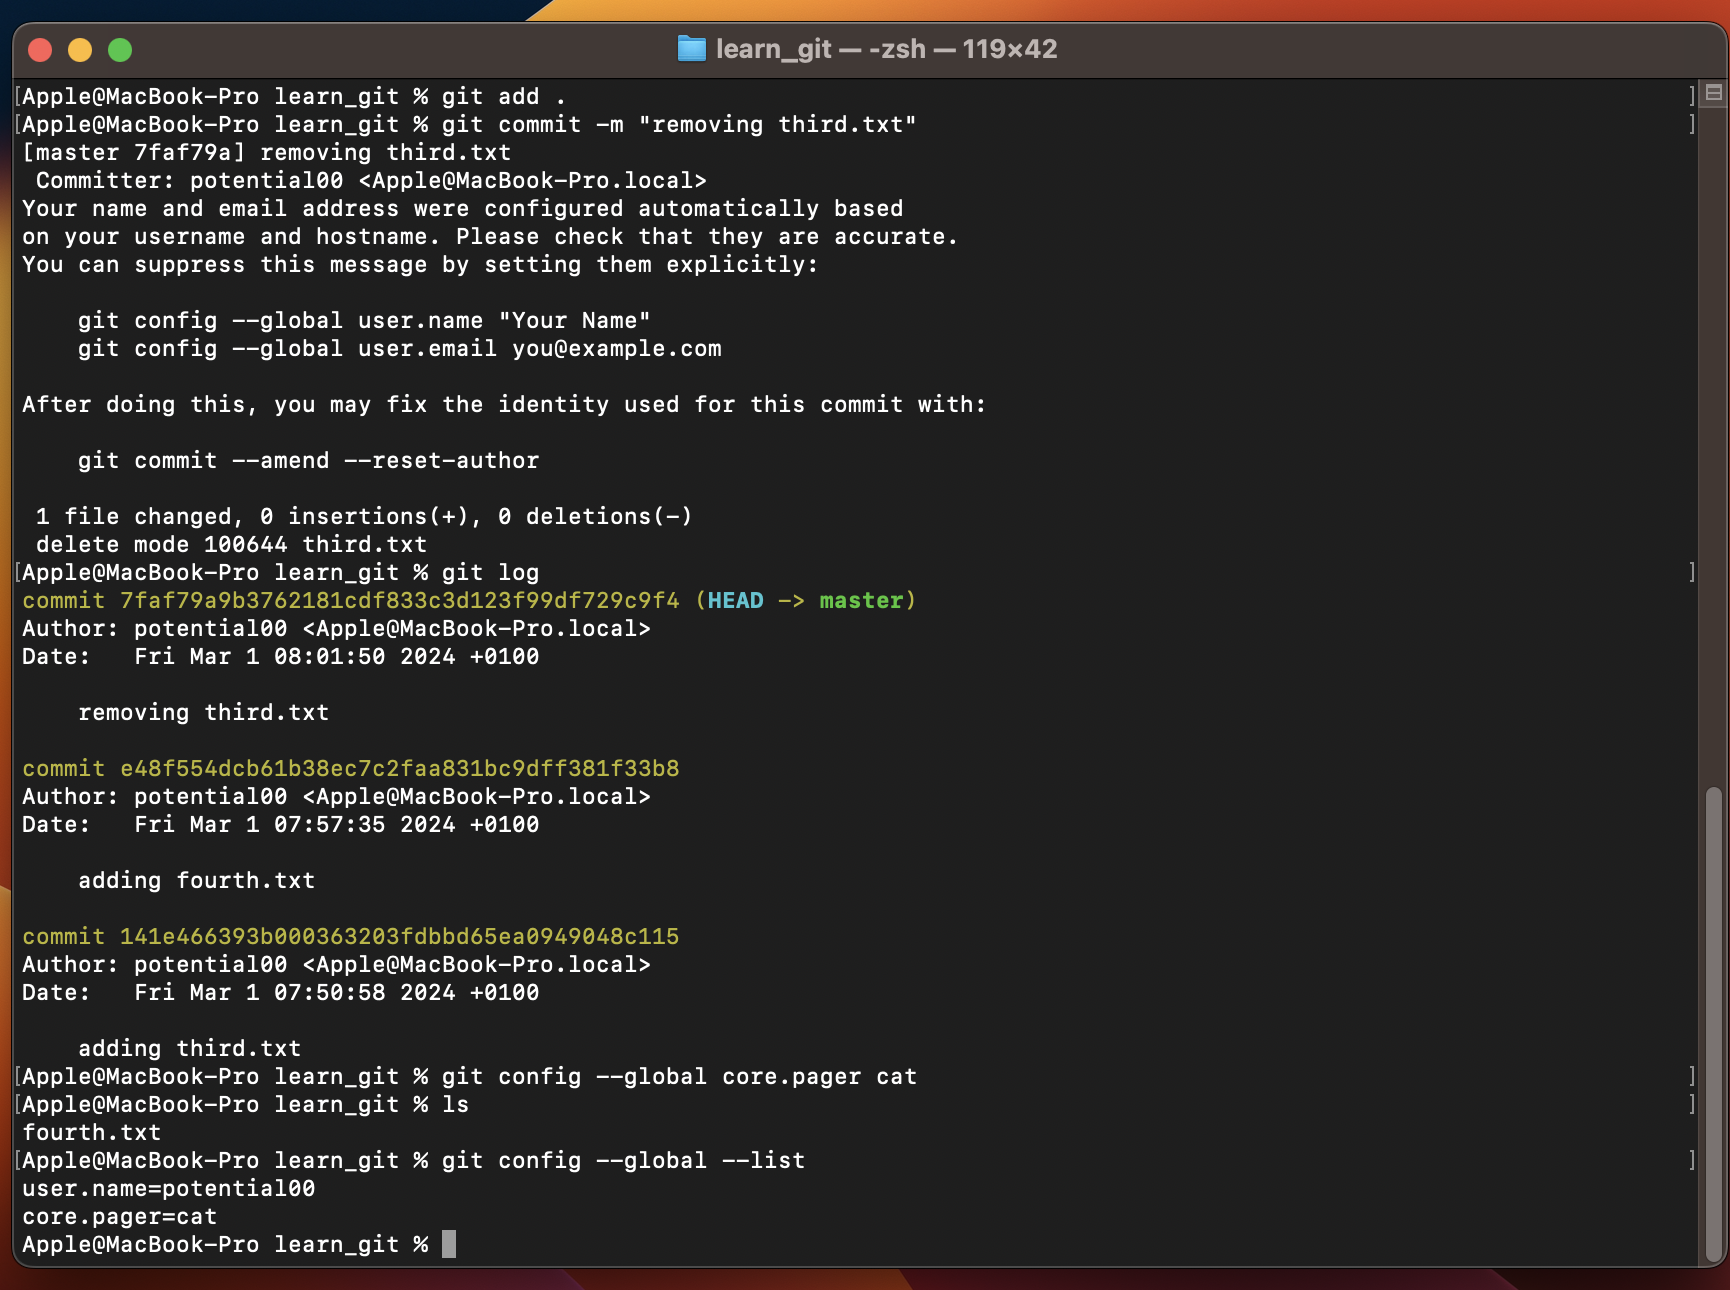 learn_git — -zsh — 119×42
[Apple@MacBook-Pro learn_git % git add . ]
[Apple@MacBook-Pro learn_git % git commit -m "removing third.txt" ]
[master 7faf79a] removing third.txt
 Committer: potential00 <Apple@MacBook-Pro.local>
Your name and email address were configured automatically based
on your username and hostname. Please check that they are accurate.
You can suppress this message by setting them explicitly:
    git config --global user.name "Your Name"
    git config --global user.email you@example.com
After doing this, you may fix the identity used for this commit with:
    git commit --amend --reset-author
 1 file changed, 0 insertions(+), 0 deletions(-)
 delete mode 100644 third.txt
[Apple@MacBook-Pro learn_git % git log ]
commit 7faf79a9b3762181cdf833c3d123f99df729c9f4 (HEAD -> master)
Author: potential00 <Apple@MacBook-Pro.local>
Date:   Fri Mar 1 08:01:50 2024 +0100
    removing third.txt
commit e48f554dcb61b38ec7c2faa831bc9dff381f33b8
Author: potential00 <Apple@MacBook-Pro.local>
Date:   Fri Mar 1 07:57:35 2024 +0100
    adding fourth.txt
commit 141e466393b000363203fdbbd65ea0949048c115
Author: potential00 <Apple@MacBook-Pro.local>
Date:   Fri Mar 1 07:50:58 2024 +0100
    adding third.txt
[Apple@MacBook-Pro learn_git % git config --global core.pager cat ]
[Apple@MacBook-Pro learn_git % ls ]
fourth.txt
[Apple@MacBook-Pro learn_git % git config --global --list ]
user.name=potential00
core.pager=cat
Apple@MacBook-Pro learn_git %